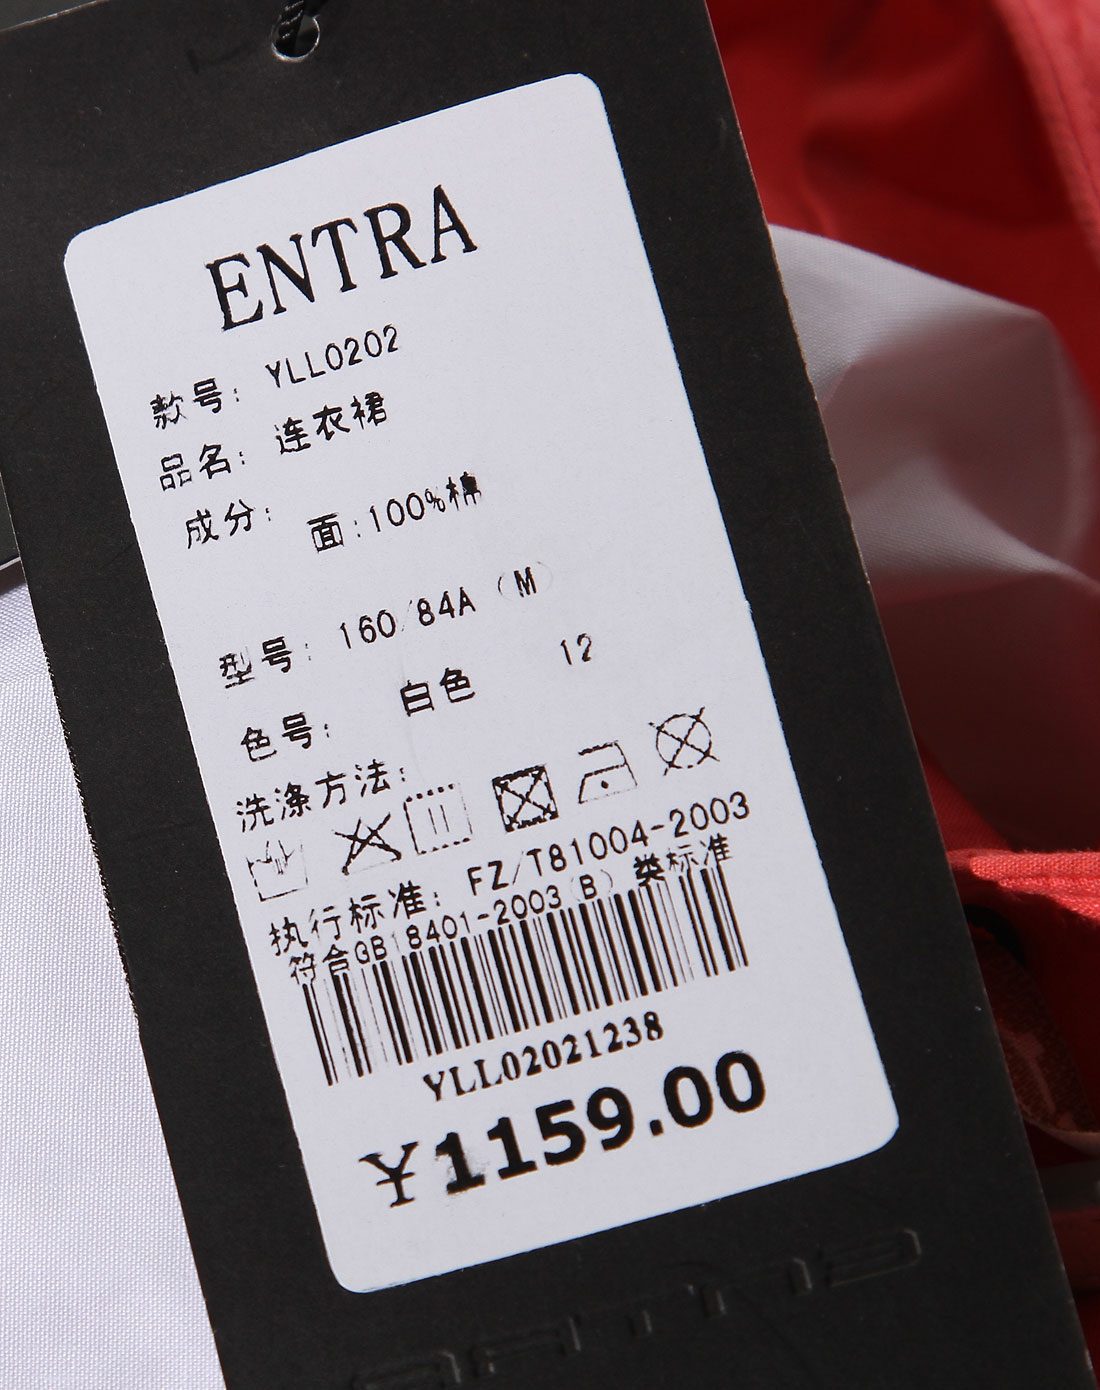 ENTRA
款号: YLL0202
品名: 连衣裙
成分: 面:100%棉
型号: 160/84A (M)
色号: 白色 12
洗涤方法:
执行标准: FZ/T81004-2003
符合GB18401-2003(B) 类标准
YLL02021238
¥1159.00